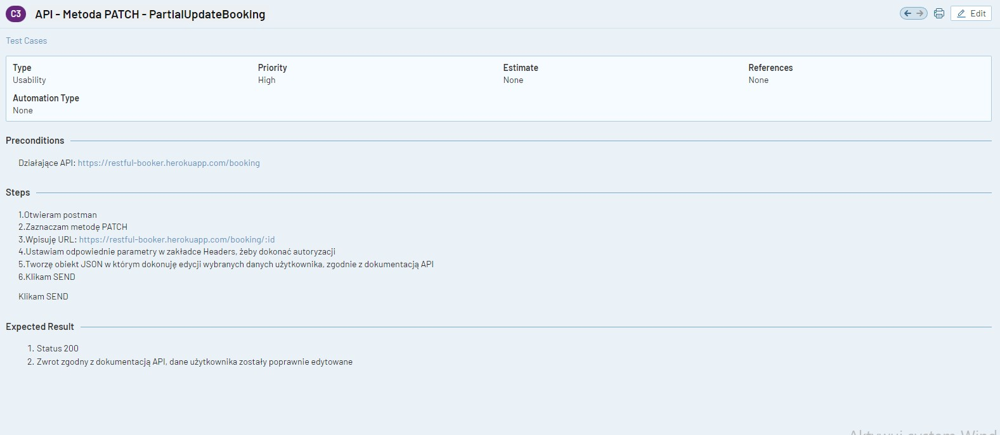 C3 API - Metoda PATCH - PartialUpdateBooking
Edit
Test Cases
Type Priority Estimate References
Usability High None None
Automation Type
None
Preconditions
Działające API: https://restful-booker.herokuapp.com/booking
Steps
1.Otwieram postman
2.Zaznaczam metodę PATCH
3.Wpisuję URL: https://restful-booker.herokuapp.com/booking/:id
4.Ustawiam odpowiednie parametry w zakładce Headers, żeby dokonać autoryzacji
5.Tworzę obiekt JSON w którym dokonuję edycji wybranych danych użytkownika, zgodnie z dokumentacją API
6.Klikam SEND
Klikam SEND
Expected Result
1. Status 200
2. Zwrot zgodny z dokumentacją API, dane użytkownika zostały poprawnie edytowane
Aktywuj system Wind